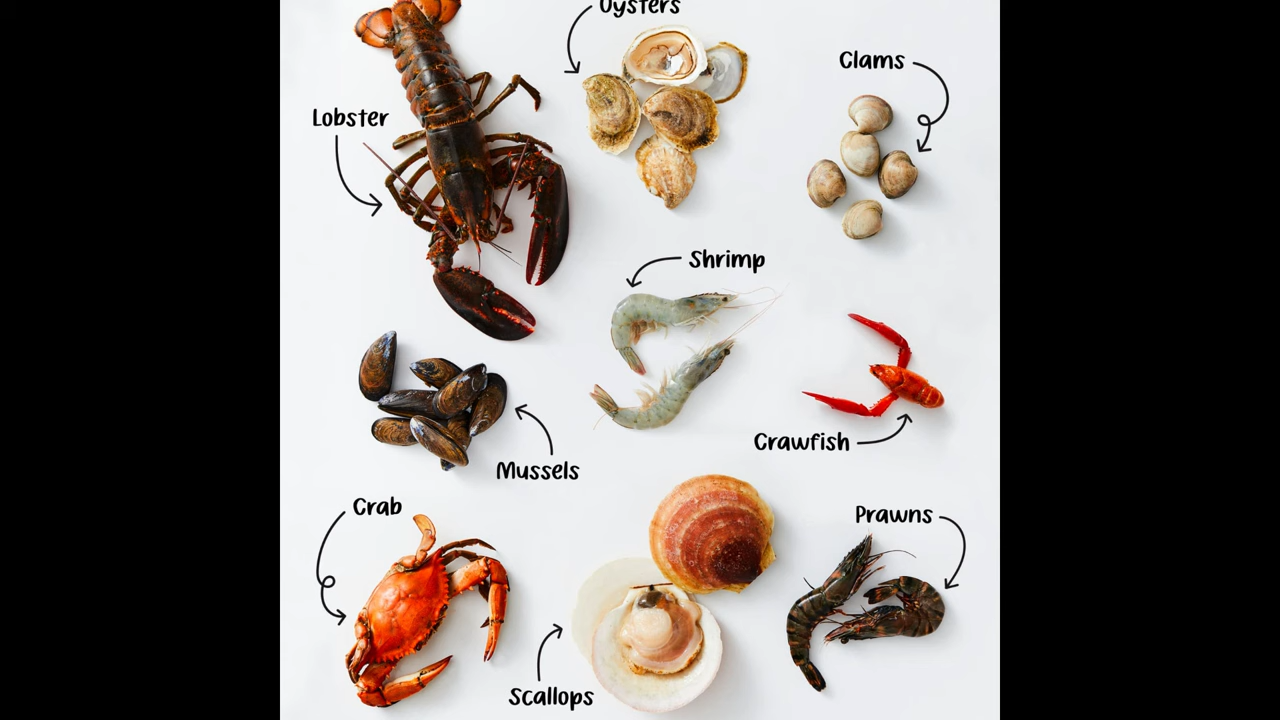 Oysters
Clams
Lobster
Shrimp
Crawfish
Mussels
Crab
Prawns
Scallops